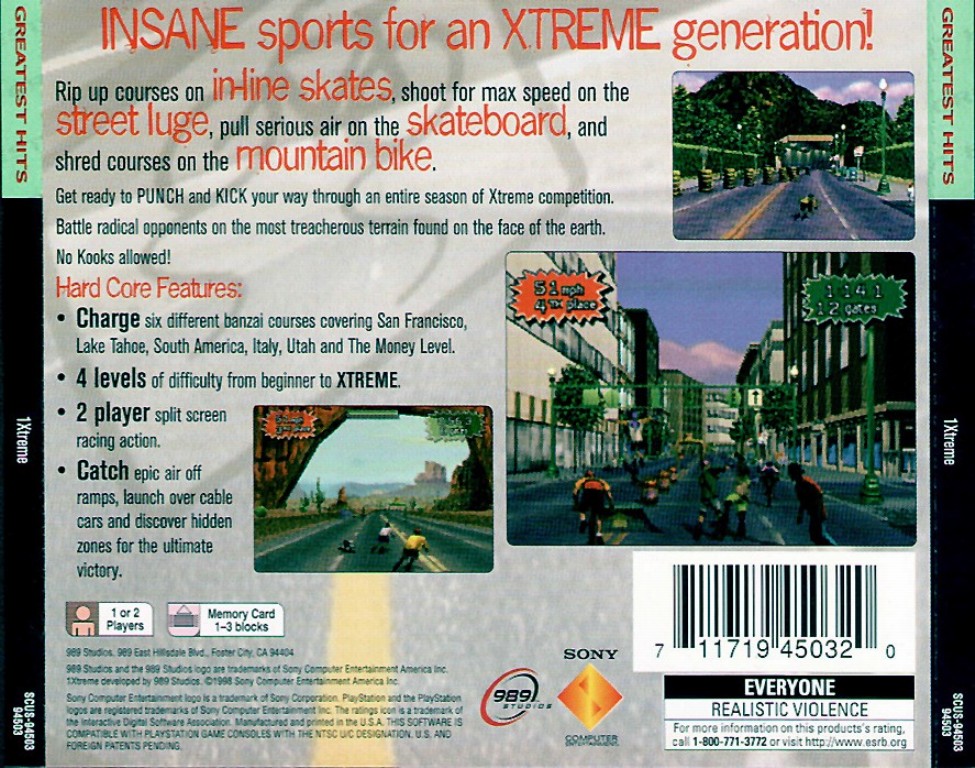 INSANE sports for an XTREME generation!
Rip up courses on in-line skates, shoot for max speed on the
street luge, pull serious air on the skateboard, and
shred courses on the mountain bike.
Get ready to PUNCH and KICK your way through an entire season of Xtreme competition.
Battle radical opponents on the most treacherous terrain found on the face of the earth.
No Kooks allowed!
Hard Core Features:
• Charge six different banzai courses covering San Francisco,
Lake Tahoe, South America, Italy, Utah and The Money Level.
• 4 levels of difficulty from beginner to XTREME.
• 2 player split screen
racing action.
• Catch epic air off
ramps, launch over cable
cars and discover hidden
zones for the ultimate
victory.
51 mph
4TH place
1 1 4 1
1 2 gates
1 or 2
Players
Memory Card
1–3 blocks
989 Studios, 989 East Hillsdale Blvd., Foster City, CA 94404
989 Studios and the 989 Studios logo are trademarks of Sony Computer Entertainment America Inc.
1Xtreme developed by 989 Studios. ©1998 Sony Computer Entertainment America Inc.
Sony Computer Entertainment logo is a trademark of Sony Corporation. PlayStation and the PlayStation
logos are registered trademarks of Sony Computer Entertainment Inc. The ratings icon is a trademark of
the Interactive Digital Software Association. Manufactured and printed in the U.S.A. THIS SOFTWARE IS
COMPATIBLE WITH PLAYSTATION GAME CONSOLES WITH THE NTSC U/C DESIGNATION. U.S. AND
FOREIGN PATENTS PENDING.
989
STUDIOS
SONY
COMPUTER
ENTERTAINMENT
7 11719 45032 0
EVERYONE
REALISTIC VIOLENCE
For more information on this products's rating,
call 1-800-771-3772 or visit http://www.esrb.org
GREATEST HITS
1Xtreme
SCUS-94503
94503
GREATEST HITS
1Xtreme
SCUS-94503
94503